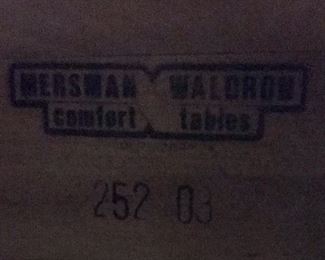 MERSMAN WALDRON
comfort tables
252 03